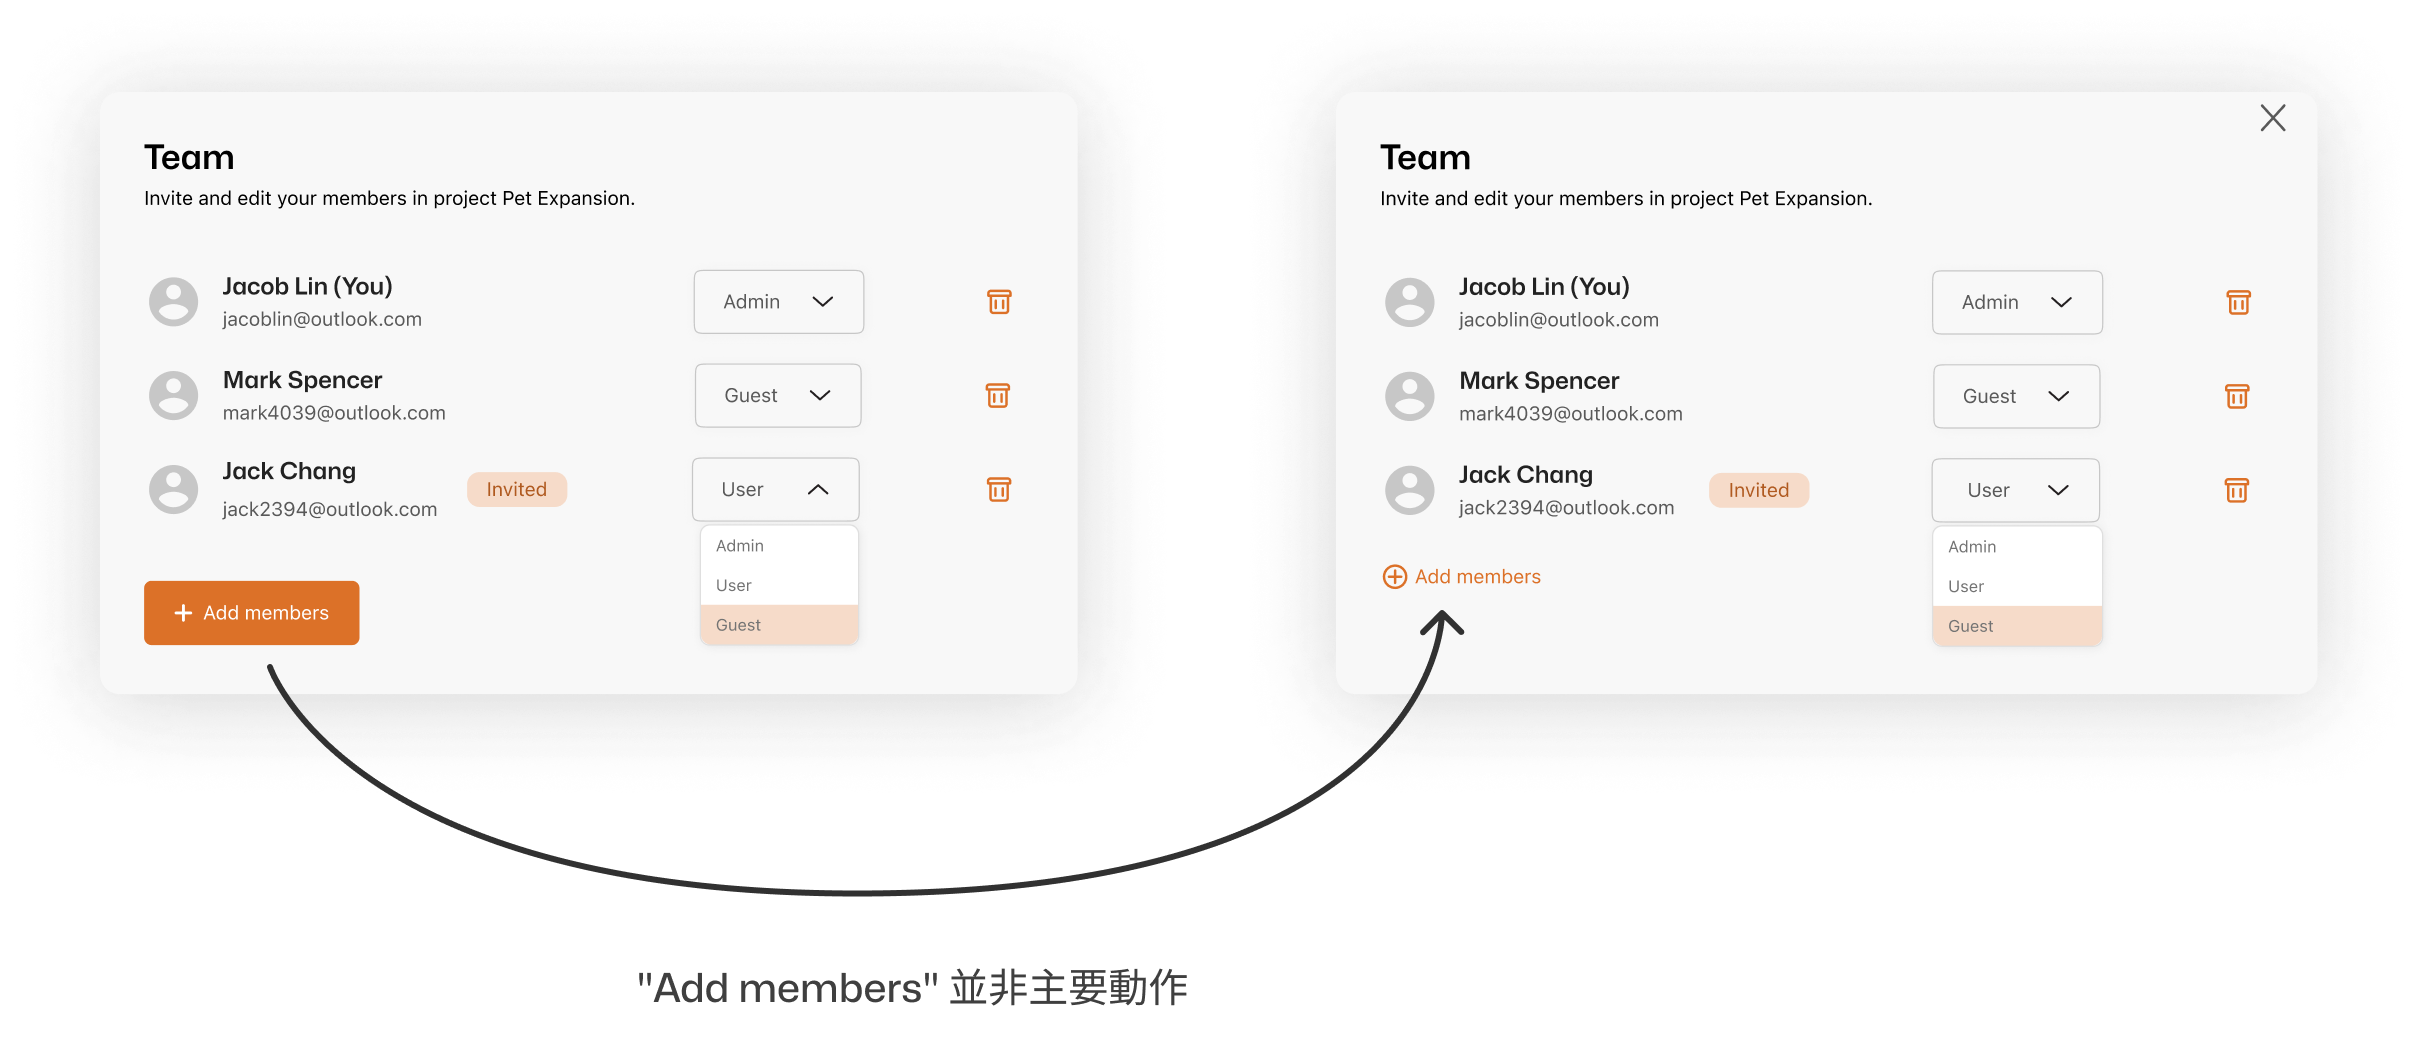 Team
Invite and edit your members in project Pet Expansion.
Jacob Lin (You)
jacoblin@outlook.com
Admin
Mark Spencer
mark4039@outlook.com
Guest
Jack Chang
jack2394@outlook.com
Invited
User
Admin
User
Guest
Add members
Team
Invite and edit your members in project Pet Expansion.
Jacob Lin (You)
jacoblin@outlook.com
Admin
Mark Spencer
mark4039@outlook.com
Guest
Jack Chang
jack2394@outlook.com
Invited
User
Admin
User
Guest
Add members
"Add members" 並非主要動作